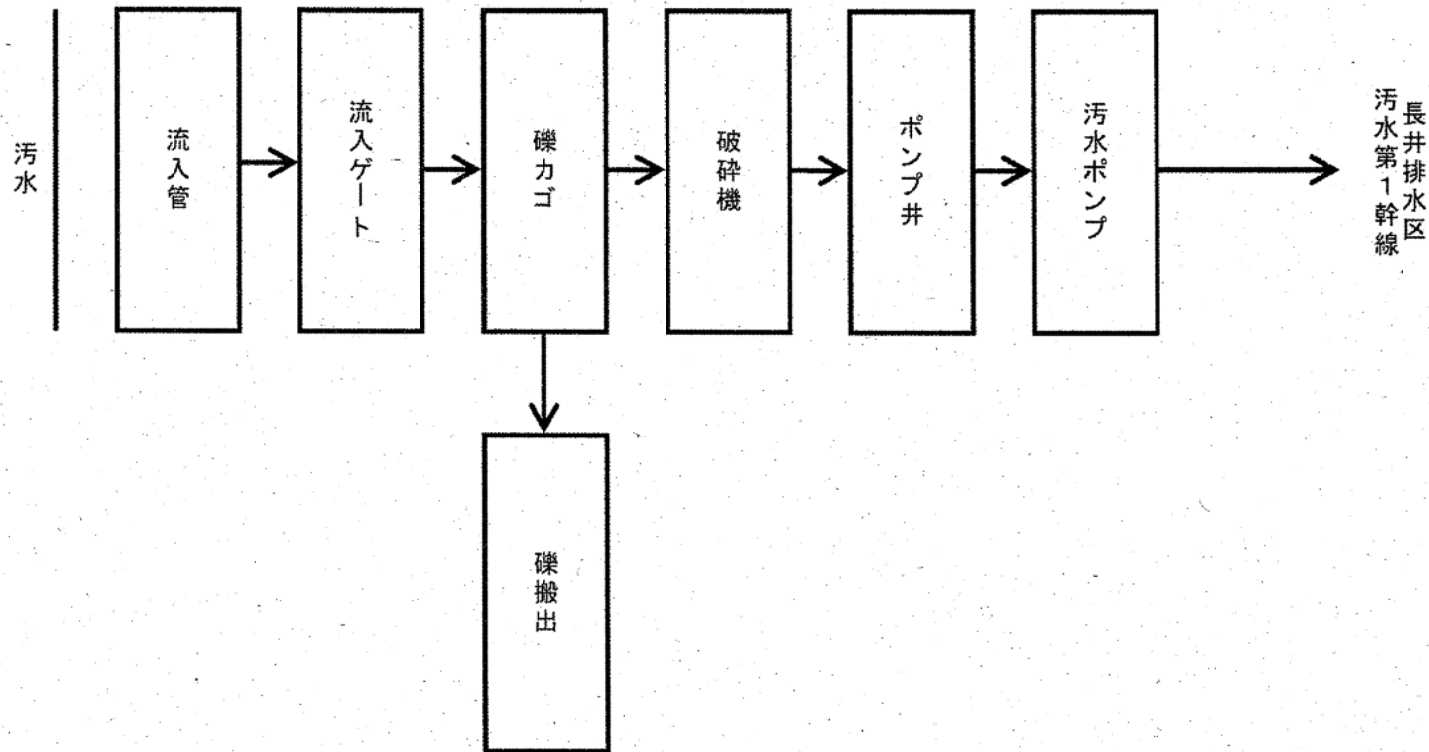 汚水
流入管
流入ゲート
礫カゴ
破砕機
ポンプ井
汚水ポンプ
長井排水区
汚水第1幹線
礫搬出